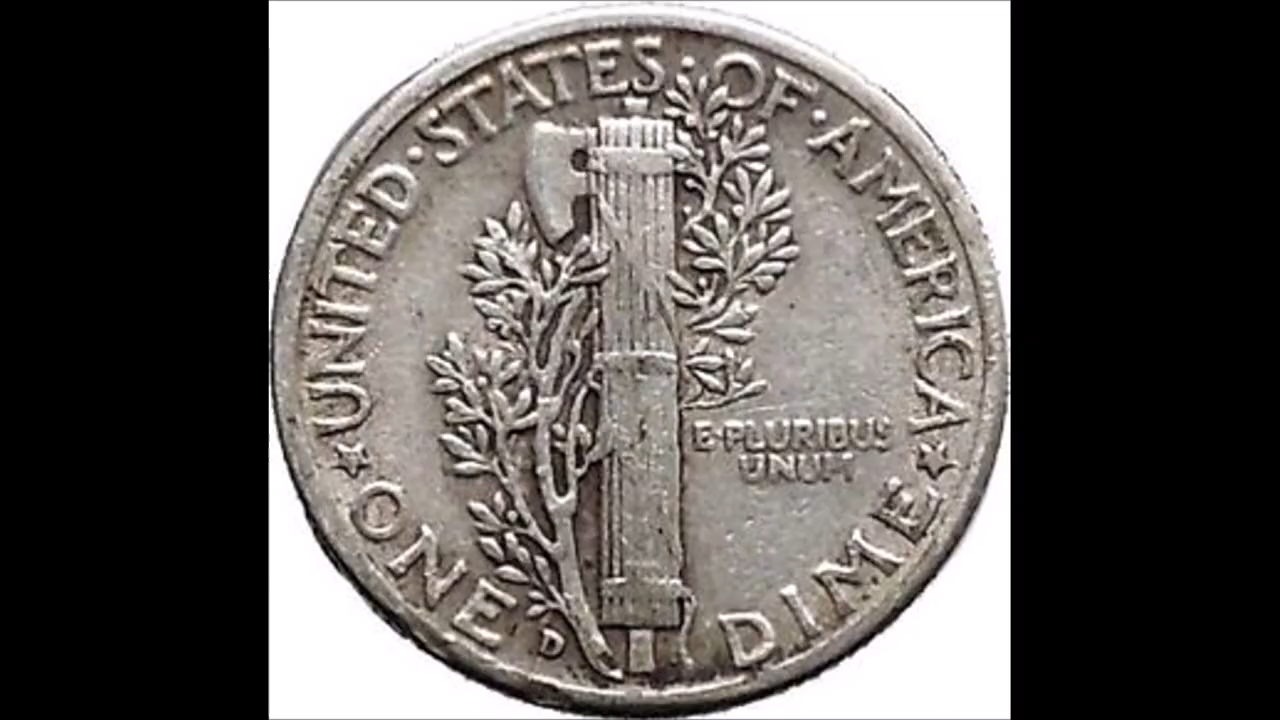 UNITED·STATES·OF·AMERICA
E·PLURIBUS
UNUM
ONE DIME
D